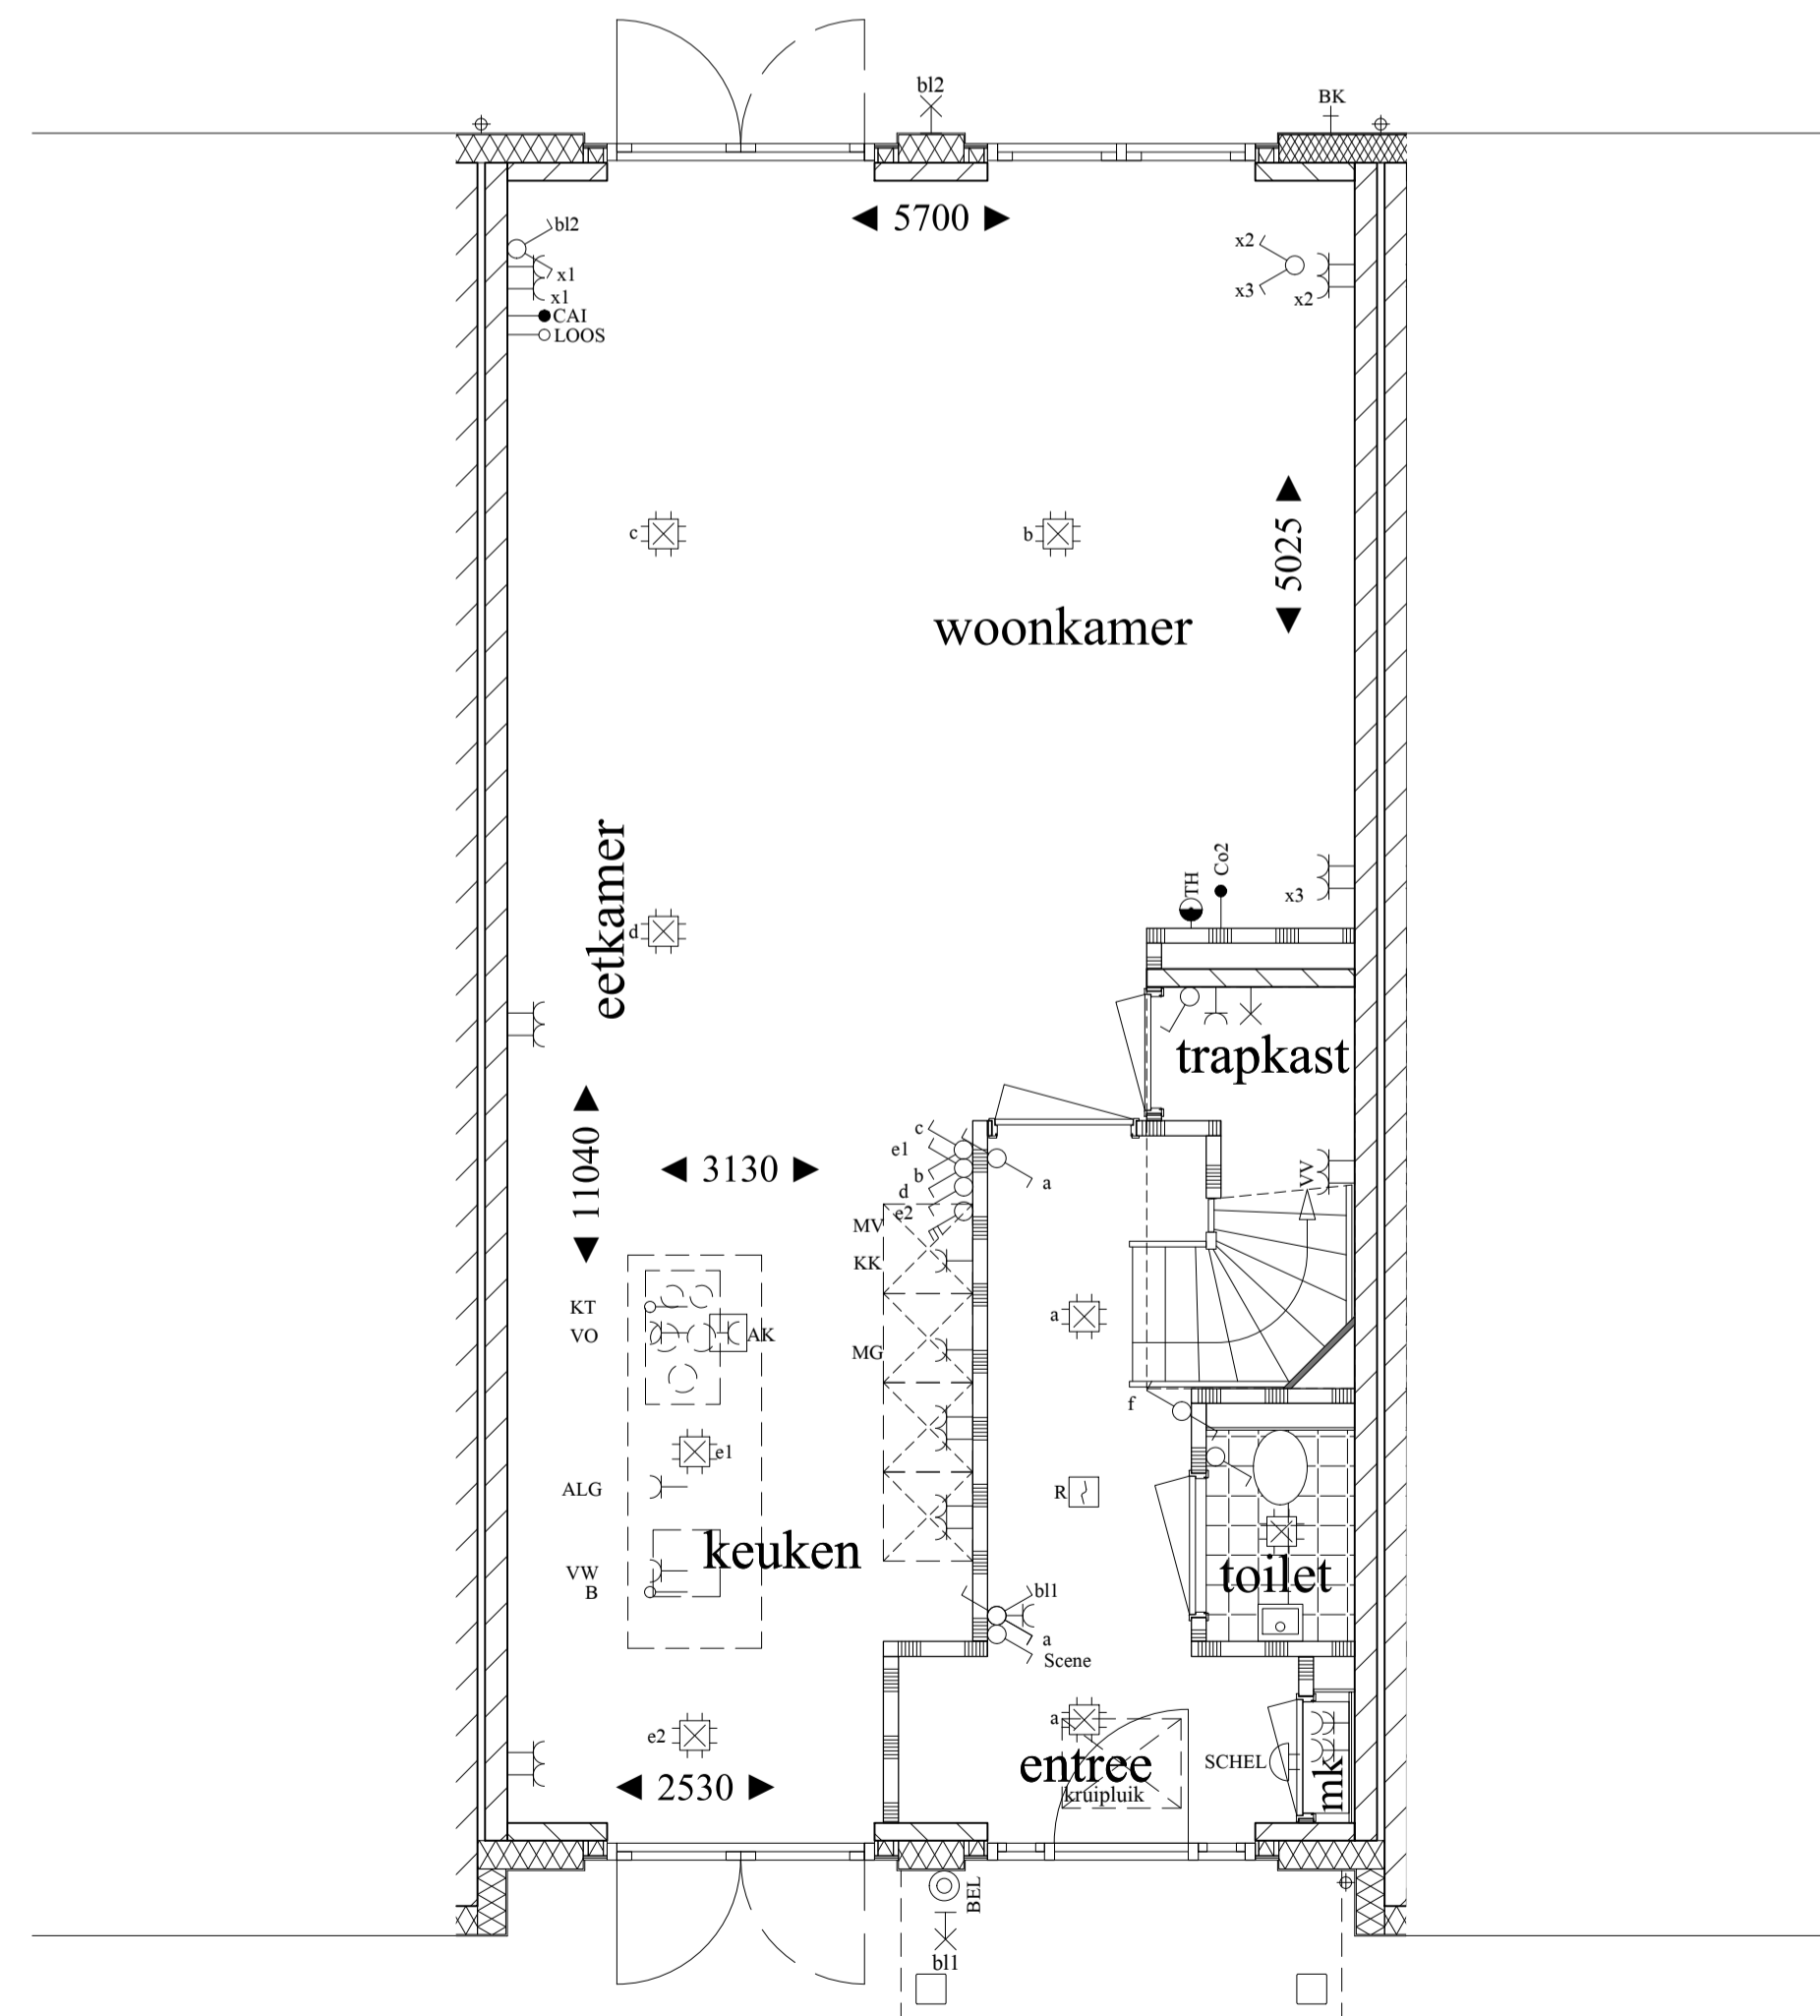 bl2
BK
5700
bl2
x1
x1
CAI
LOOS
x2
x3
x2
c
b
5025
woonkamer
eetkamer
d
TH
Co2
x3
trapkast
11040
3130
c
e1
b
d
e2
a
VV
MV
KK
KT
VO
AK
MG
a
f
e1
ALG
R
keuken
VW
B
toilet
bl1
a
Scene
e2
a
entree
kruipluik
SCHEL
mk
2530
BEL
bl1